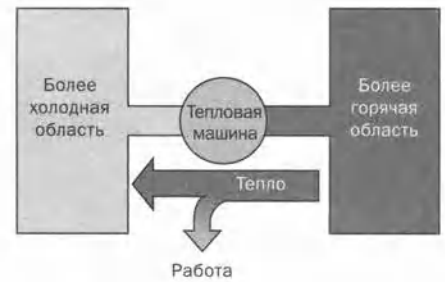 Более
холодная
область
Тепловая
машина
Более
горячая
область
Тепло
Работа